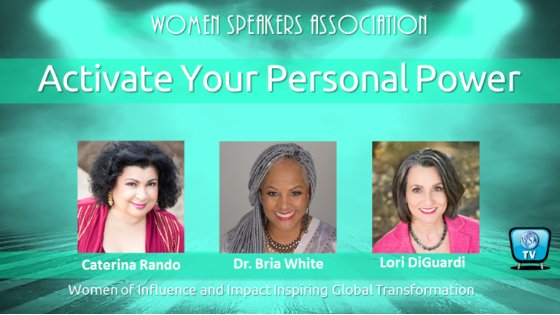 WOMEN SPEAKERS ASSOCIATION
Activate Your Personal Power
Caterina Rando
Dr. Bria White
Lori DiGuardi
WSA
TV
Women of Influence and Impact Inspiring Global Transformation